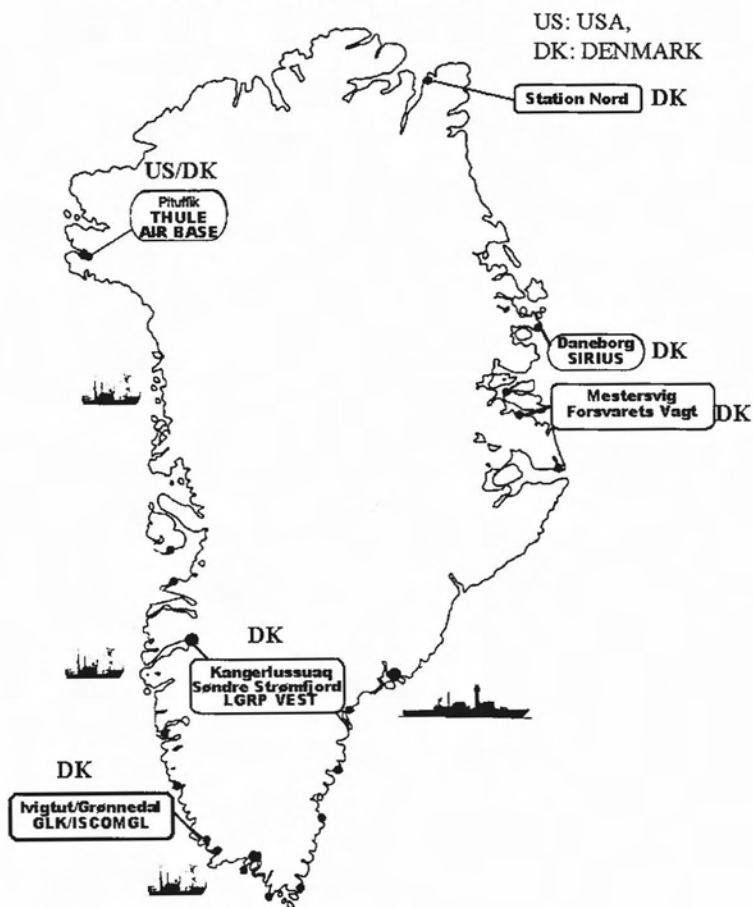 US: USA,
DK: DENMARK
Station Nord
DK
US/DK
Pituffik
THULE
AIR BASE
Daneborg
SIRIUS
DK
Mestersvig
Forsvarets Vagt
DK
DK
Kangerlussuaq
Søndre Strømfjord
LGRP VEST
DK
Ivigtut/Grønnedal
GLK/ISCOMGL